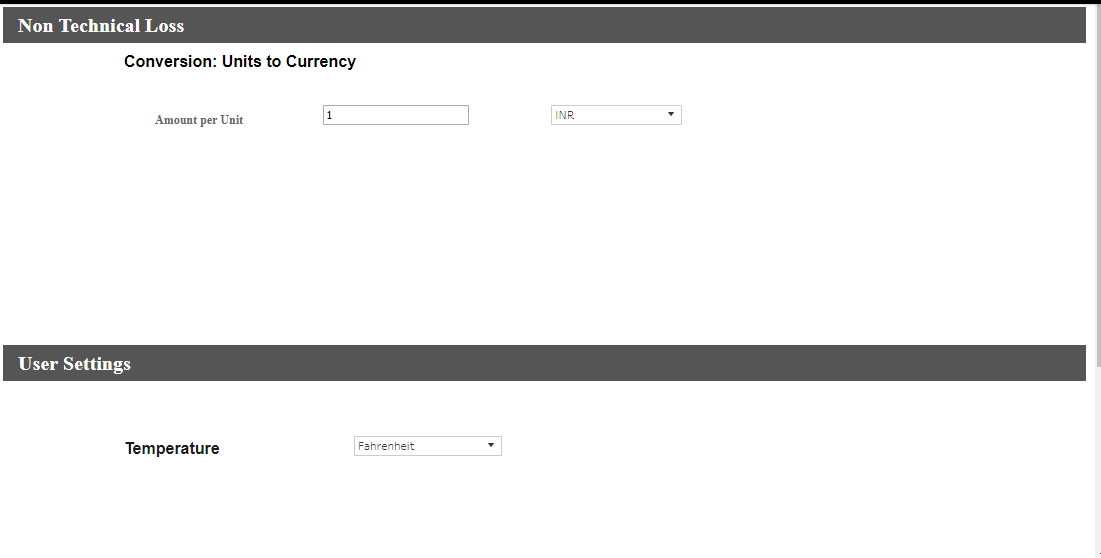 Non Technical Loss
Conversion: Units to Currency
Amount per Unit 1 INR
User Settings
Temperature Fahrenheit